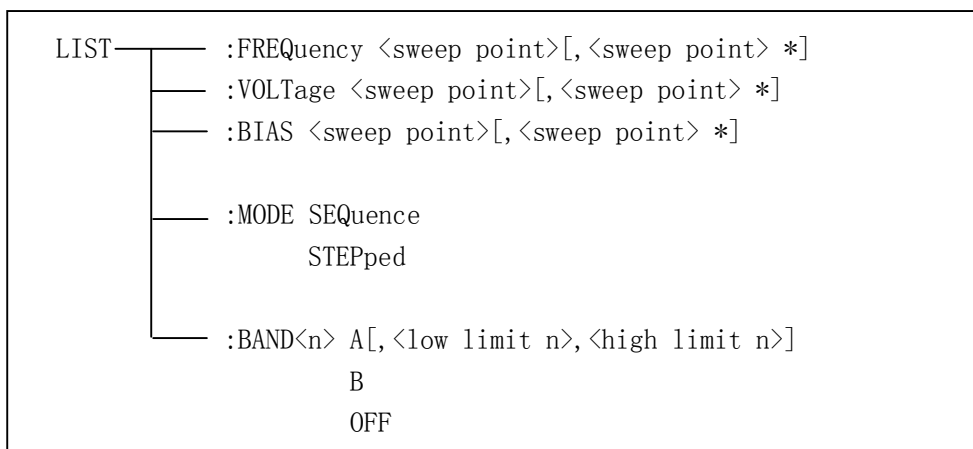 LIST :FREQuency <sweep point>[,<sweep point> *]
:VOLTage <sweep point>[,<sweep point> *]
:BIAS <sweep point>[,<sweep point> *]
:MODE SEQuence
STEPped
:BAND<n> A[,<low limit n>,<high limit n>]
B
OFF